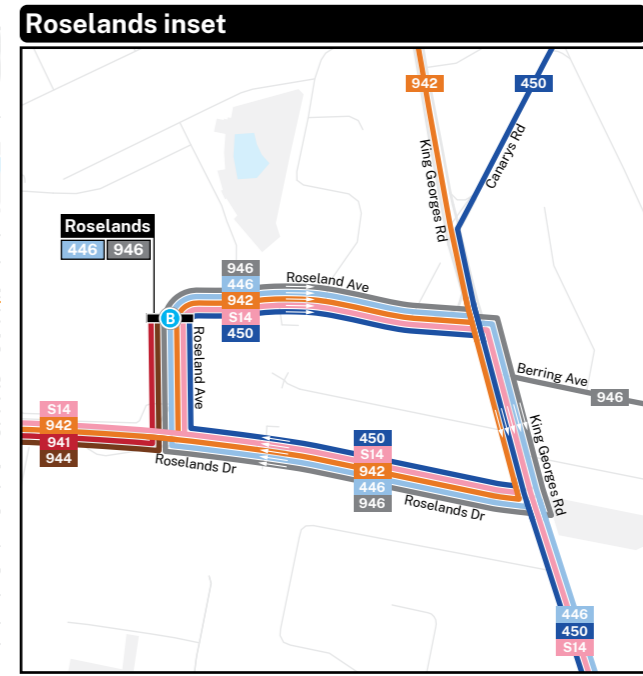 Roselands inset
942
450
King Georges Rd
Canarys Rd
Roselands
446 946
946
446
942
S14
450
Roseland Ave
B
Roseland Ave
Berring Ave
946
S14
942
941
944
Roselands Dr
450
S14
942
446
946
Roselands Dr
King Georges Rd
446
450
S14